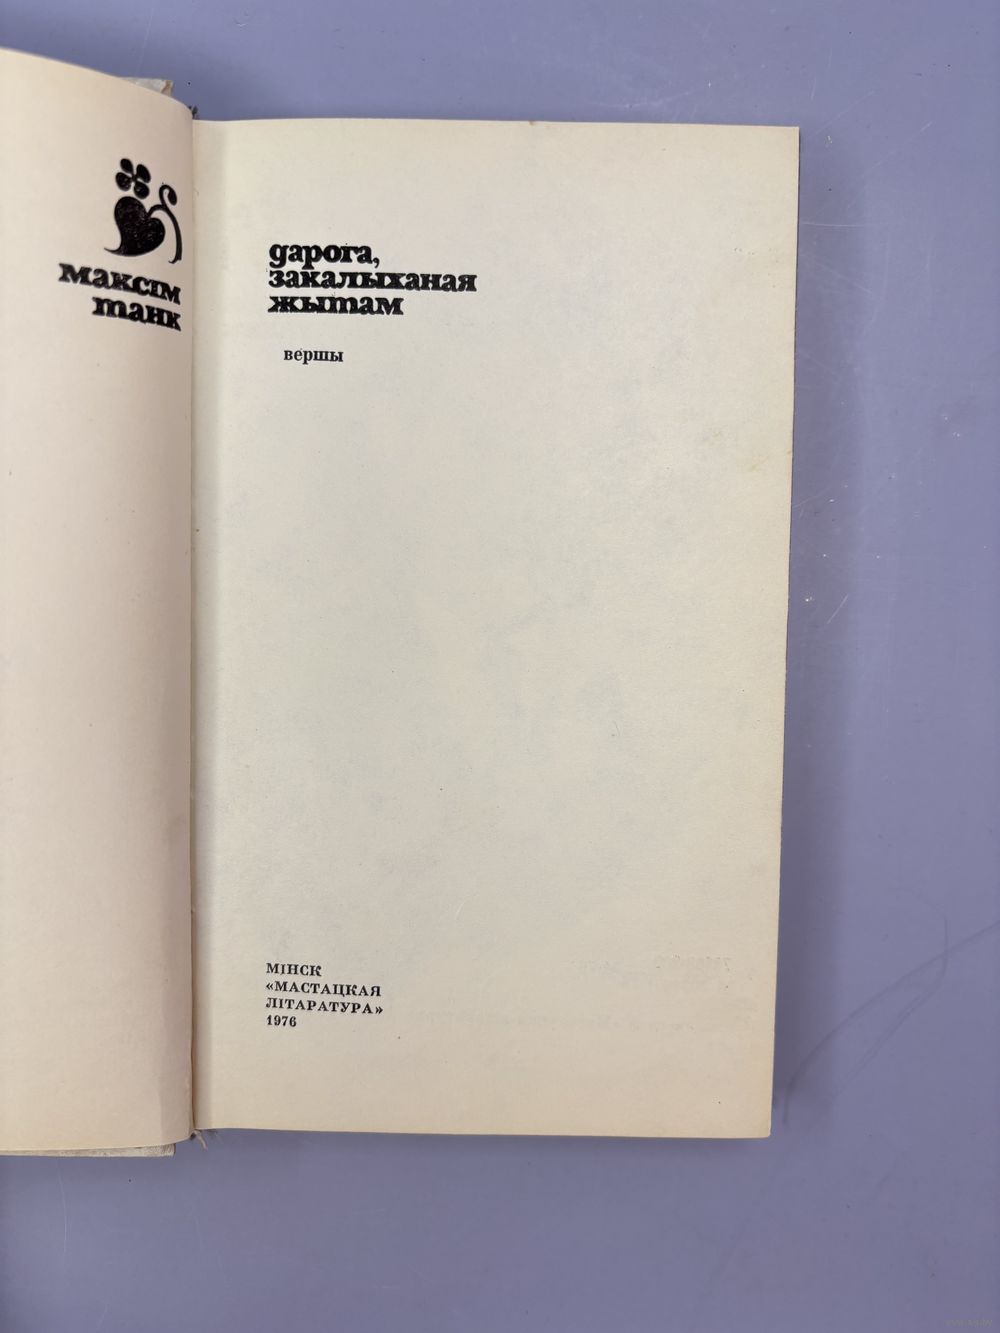 максім
танк
дарога,
закалыханая
жытам
вершы
МІНСК
«МАСТАЦКАЯ
ЛІТАРАТУРА»
1976